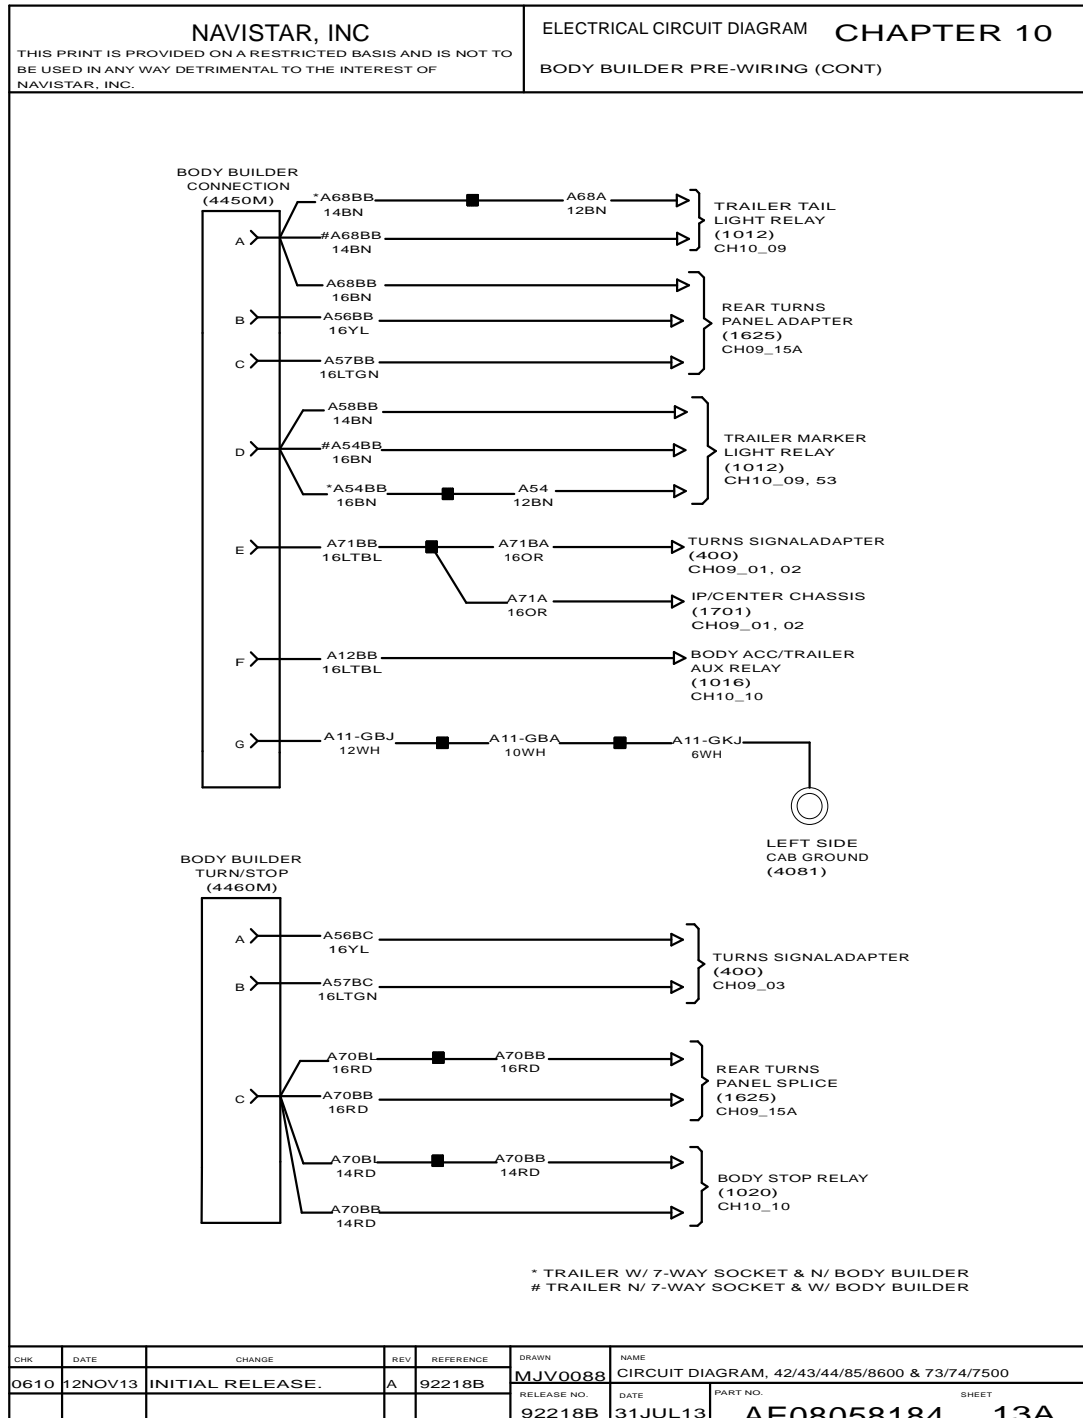 NAVISTAR, INC
THIS PRINT IS PROVIDED ON A RESTRICTED BASIS AND IS NOT TO
BE USED IN ANY WAY DETRIMENTAL TO THE INTEREST OF
NAVISTAR, INC.
ELECTRICAL CIRCUIT DIAGRAM CHAPTER 10
BODY BUILDER PRE-WIRING (CONT)
BODY BUILDER
CONNECTION
(4450M)
A
*A68BB
14BN
A68A
12BN
#A68BB
14BN
TRAILER TAIL
LIGHT RELAY
(1012)
CH10_09
A68BB
16BN
B
A56BB
16YL
C
A57BB
16LTGN
REAR TURNS
PANEL ADAPTER
(1625)
CH09_15A
D
A58BB
14BN
#A54BB
16BN
*A54BB
16BN
A54
12BN
TRAILER MARKER
LIGHT RELAY
(1012)
CH10_09, 53
E
A71BB
16LTBL
A71BA
16OR
TURNS SIGNALADAPTER
(400)
CH09_01, 02
A71A
16OR
IP/CENTER CHASSIS
(1701)
CH09_01, 02
F
A12BB
16LTBL
BODY ACC/TRAILER
AUX RELAY
(1016)
CH10_10
G
A11-GBJ
12WH
A11-GBA
10WH
A11-GKJ
6WH
LEFT SIDE
CAB GROUND
(4081)
BODY BUILDER
TURN/STOP
(4460M)
A
A56BC
16YL
B
A57BC
16LTGN
TURNS SIGNALADAPTER
(400)
CH09_03
C
A70BL
16RD
A70BB
16RD
A70BB
16RD
REAR TURNS
PANEL SPLICE
(1625)
CH09_15A
A70BL
14RD
A70BB
14RD
A70BB
14RD
BODY STOP RELAY
(1020)
CH10_10
* TRAILER W/ 7-WAY SOCKET & N/ BODY BUILDER
# TRAILER N/ 7-WAY SOCKET & W/ BODY BUILDER
CHK DATE CHANGE REV REFERENCE
0610 12NOV13 INITIAL RELEASE. A 92218B
DRAWN
MJV0088
NAME
CIRCUIT DIAGRAM, 42/43/44/85/8600 & 73/74/7500
RELEASE NO.
92218B
DATE
31JUL13
PART NO.
AE08058184
SHEET
13A